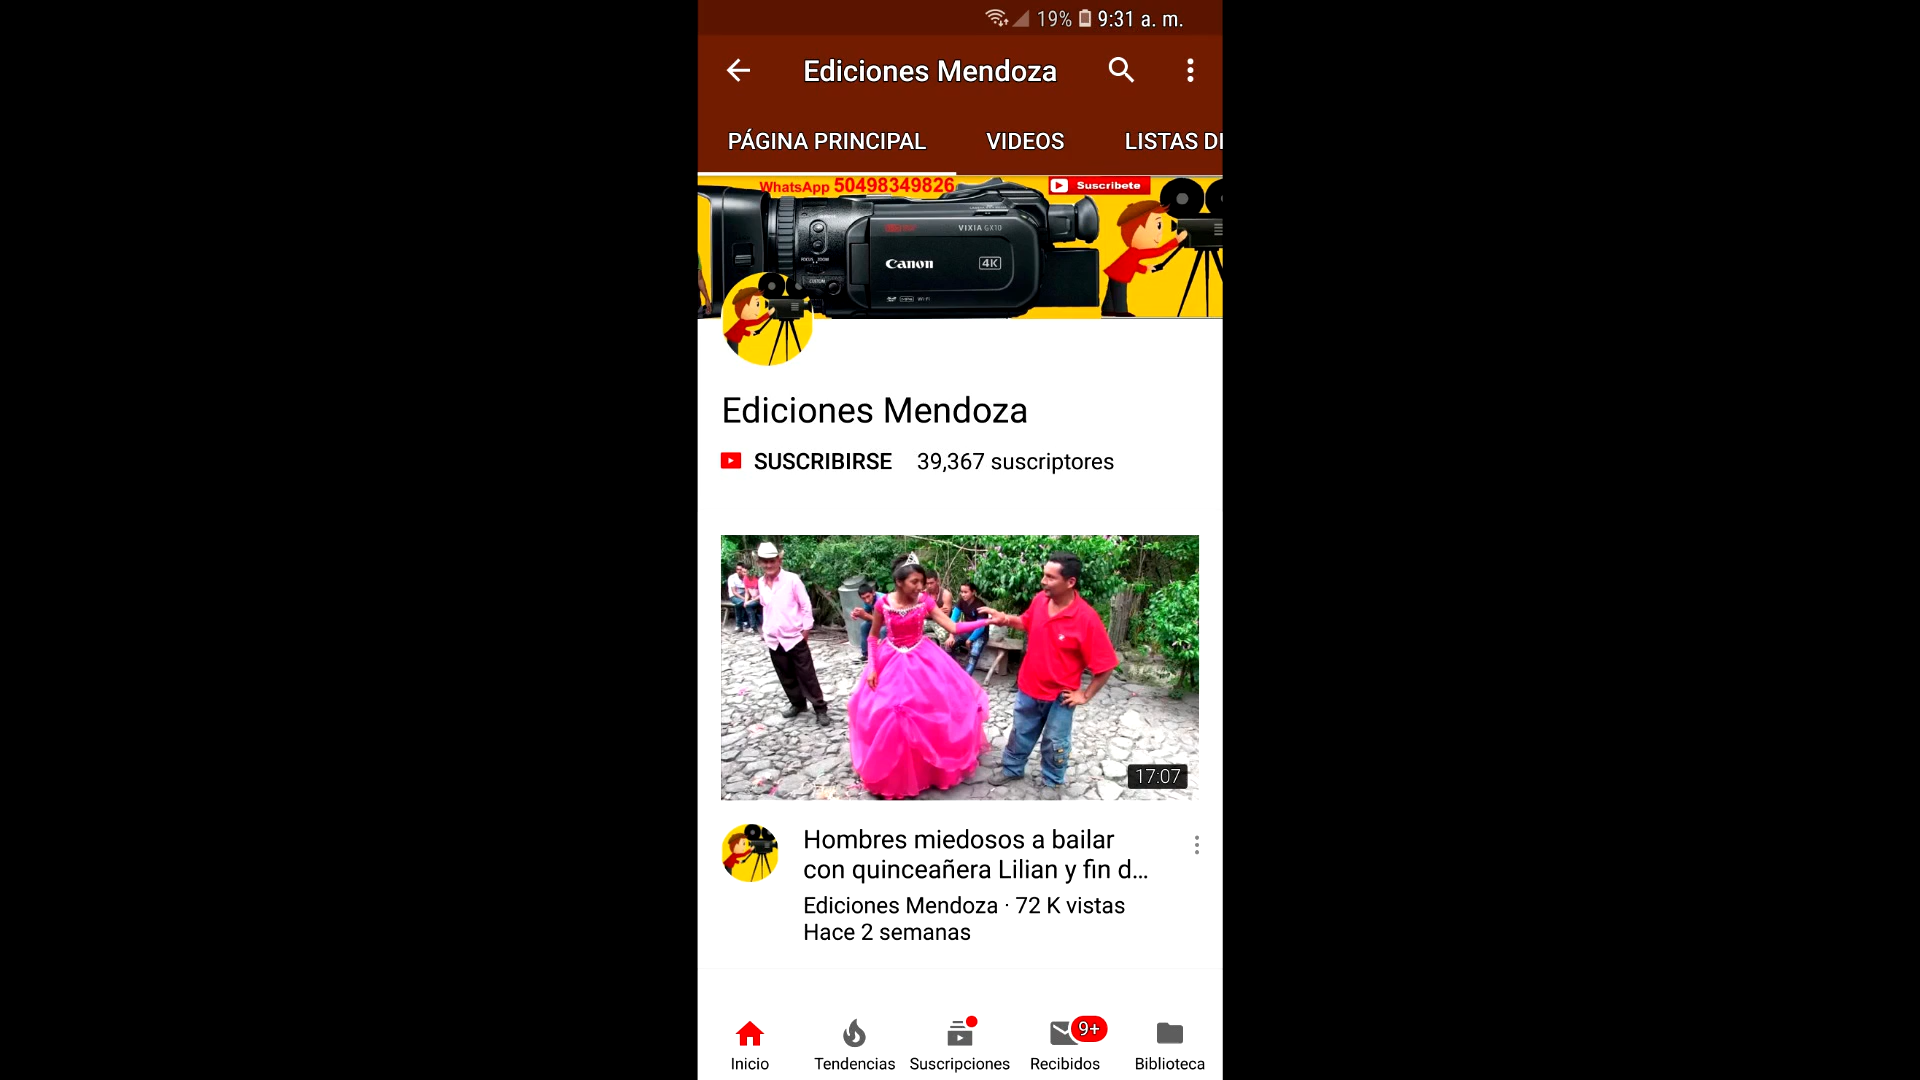 19% 9:31 a. m.
Ediciones Mendoza
PÁGINA PRINCIPAL VIDEOS LISTAS DE
WhatsApp 50498349826 Suscribete
VIXIA GX10
Canon 4K
Ediciones Mendoza
SUSCRIBIRSE 39,367 suscriptores
17:07
Hombres miedosos a bailar
con quinceañera Lilian y fin d...
Ediciones Mendoza · 72 K vistas
Hace 2 semanas
9+
Inicio Tendencias Suscripciones Recibidos Biblioteca